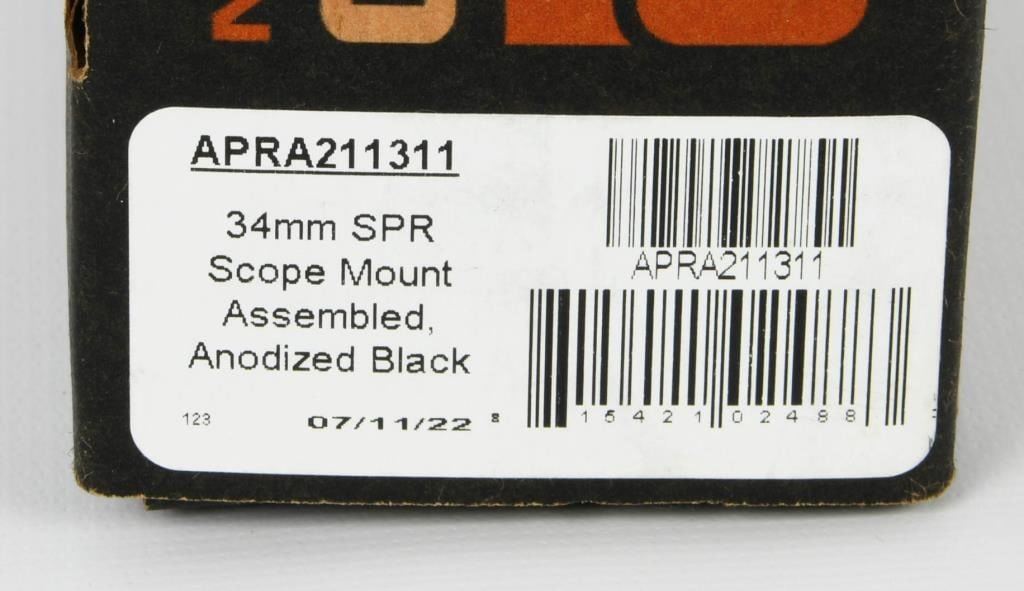 APRA211311
34mm SPR
Scope Mount
Assembled,
Anodized Black
123
07/11/22
APRA211311
8 15421 02488